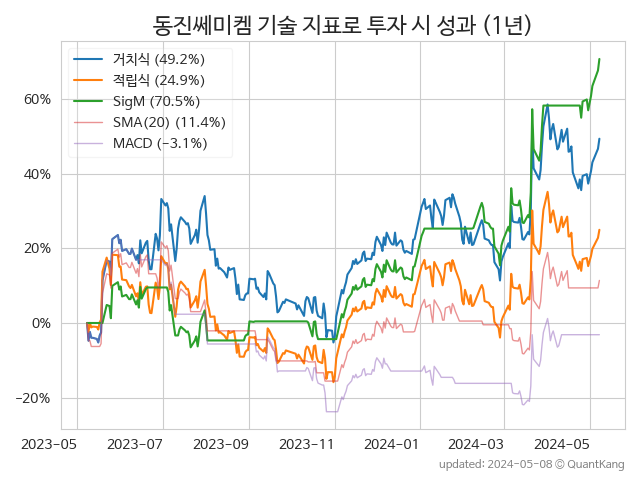 동진쎄미켐 기술 지표로 투자 시 성과 (1년)
거치식 (49.2%)
적립식 (24.9%)
SigM (70.5%)
SMA(20) (11.4%)
MACD (−3.1%)
60%
40%
20%
0%
−20%
2023−05
2023−07
2023−09
2023−11
2024−01
2024−03
2024−05
updated: 2024-05-08 © QuantKang